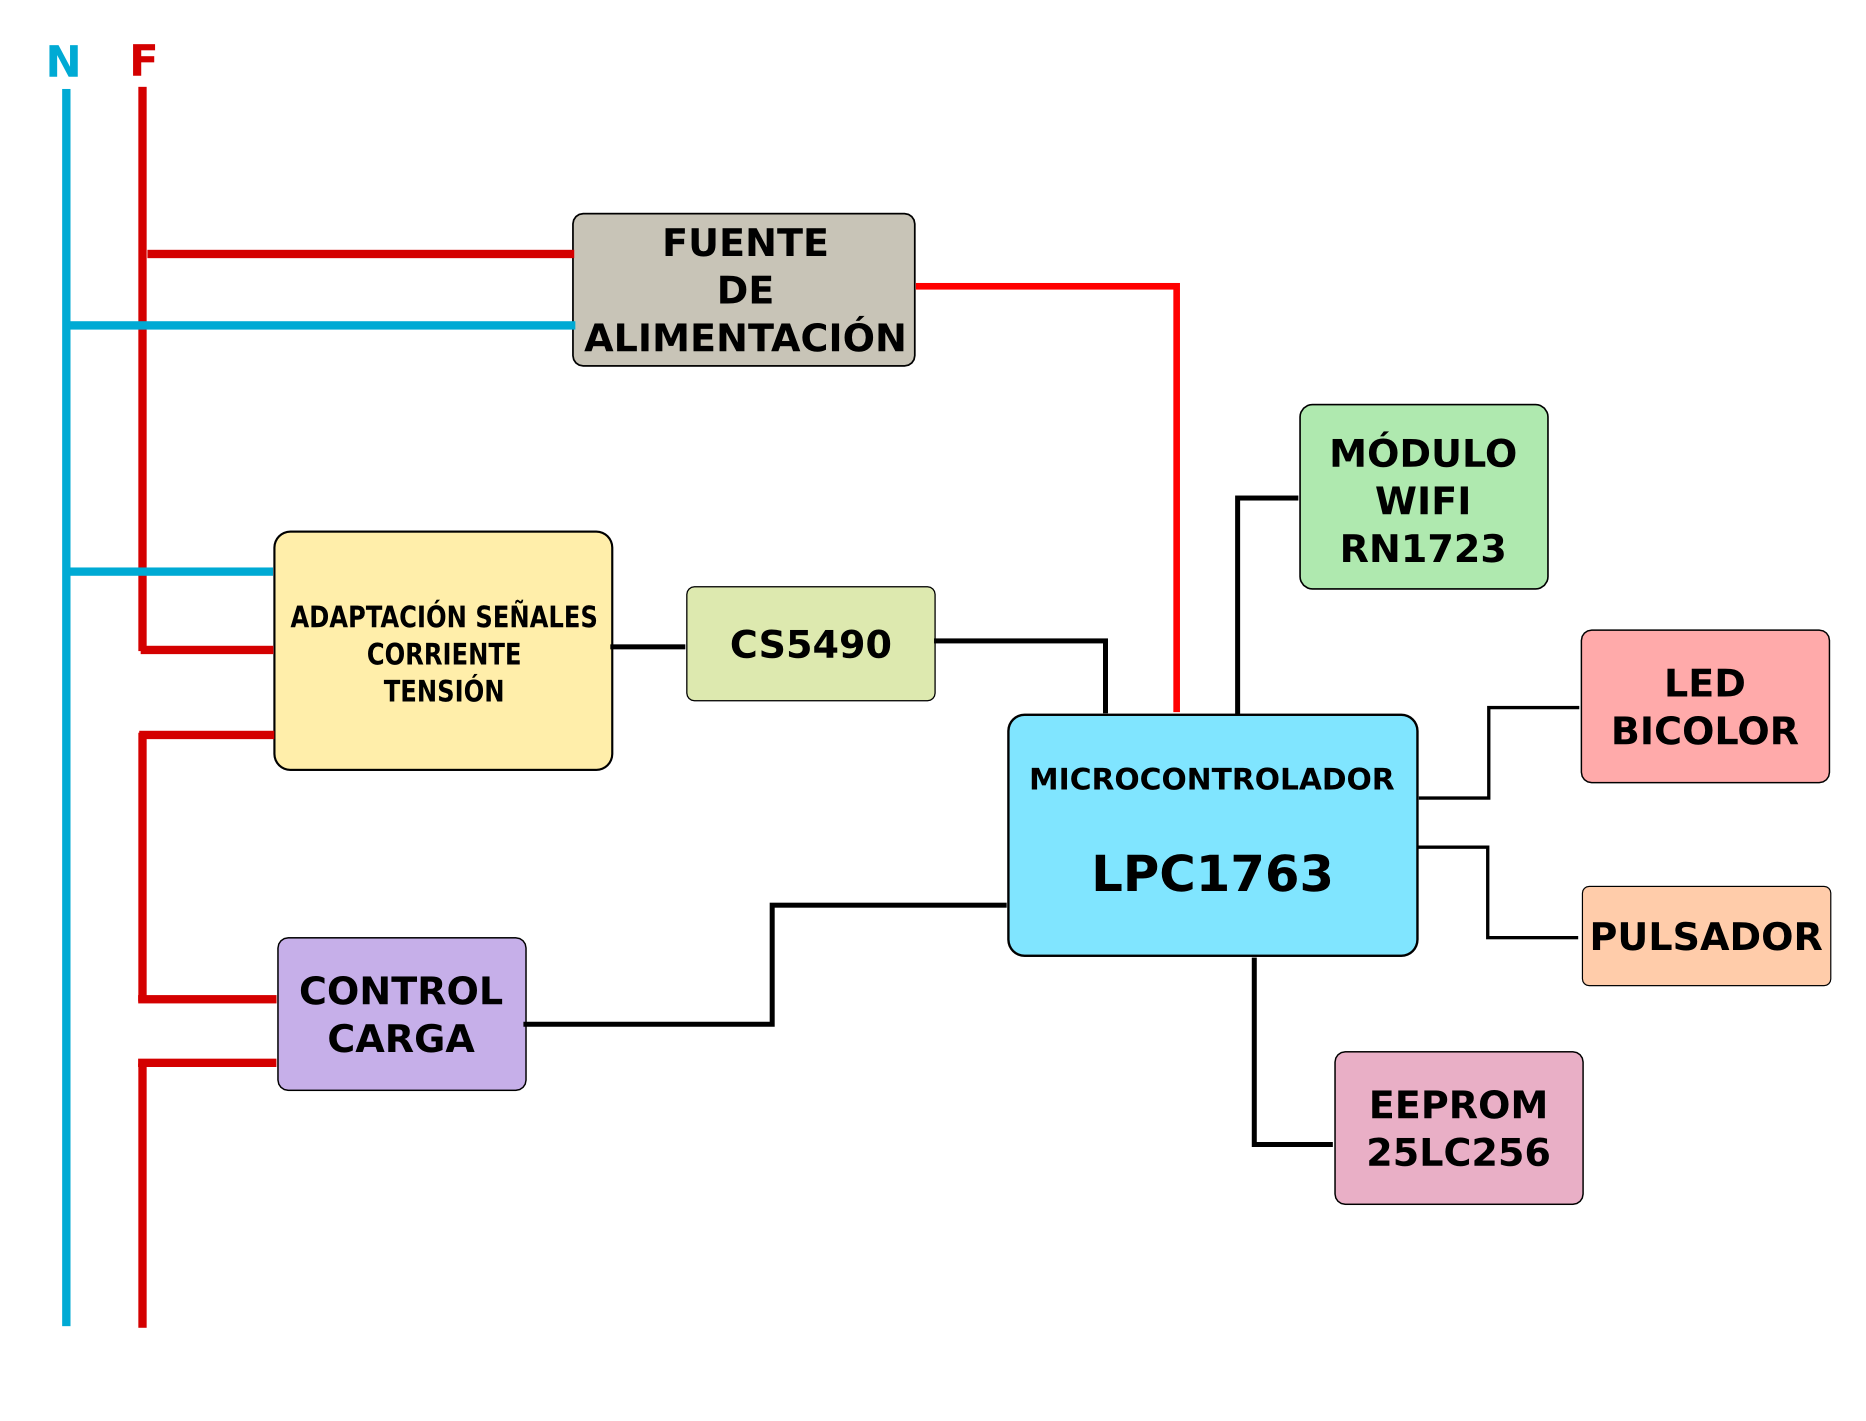 N F
FUENTE
DE
ALIMENTACIÓN
MÓDULO
WIFI
RN1723
ADAPTACIÓN SEÑALES
CORRIENTE
TENSIÓN
CS5490
LED
BICOLOR
MICROCONTROLADOR
LPC1763
PULSADOR
CONTROL
CARGA
EEPROM
25LC256